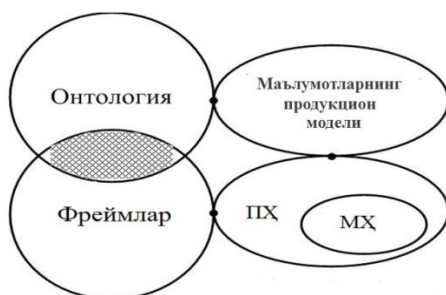 Онтология
Маълумотларнинг
продукцион
модели
Фреймлар
ПҲ
МҲ